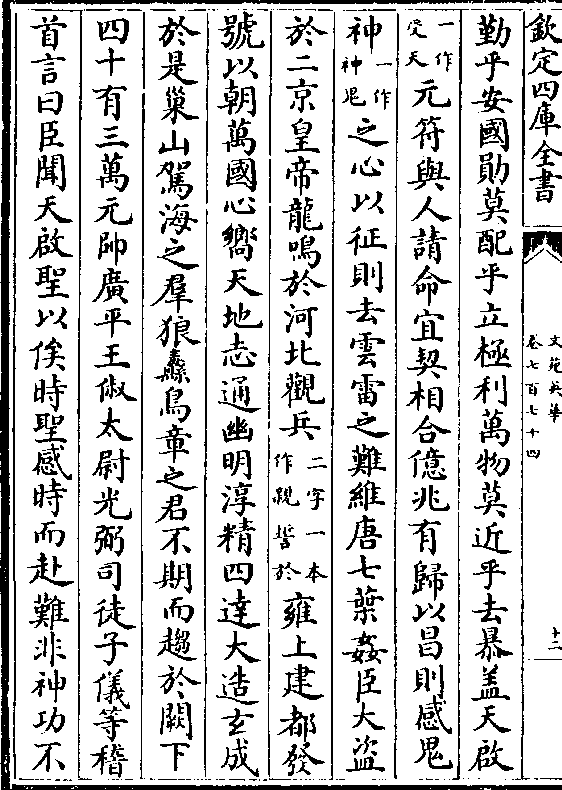 欽定四庫全書
文苑英華
卷七百七十四
十二
勤乎安國勛莫配乎立極利萬物莫近乎去暴盖天啟
一作受天元符與人請命宜契相合億兆有歸以昌則感鬼
神一作神鬼之心以征則去雲雷之難維唐七葉姦臣大盗
於二京皇帝龍鳴於河北觀兵二字一本作親誓於雍上建都發
號以朝萬國心嚮天地志通幽明淳精四達大造玄成
於是巢山駕海之羣狼纛鳥章之君不期而趨於闕下
四十有三萬元帥廣平王俶太尉光弼司徒子儀等稽
首言曰臣聞天啟聖以俟時聖感時而赴難非神功不